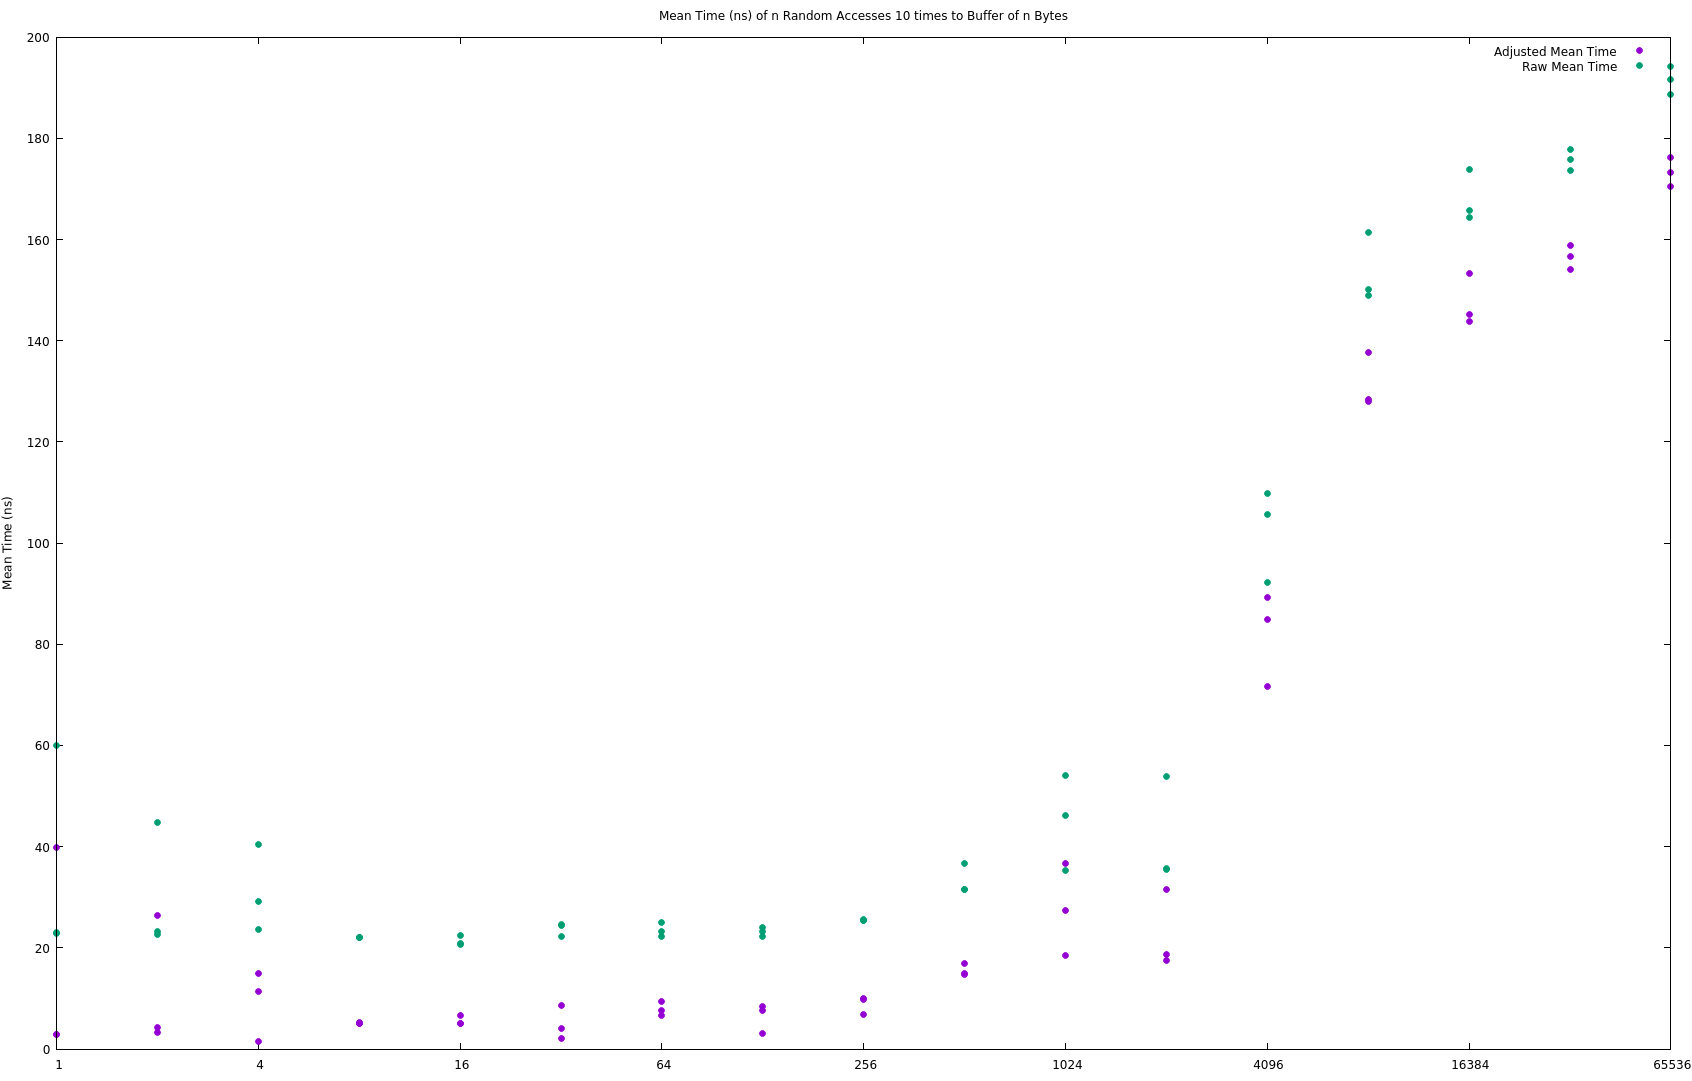 Mean Time (ns) of n Random Accesses 10 times to Buffer of n Bytes
Adjusted Mean Time
Raw Mean Time
Mean Time (ns)
200
180
160
140
120
100
80
60
40
20
0
1 4 16 64 256 1024 4096 16384 65536